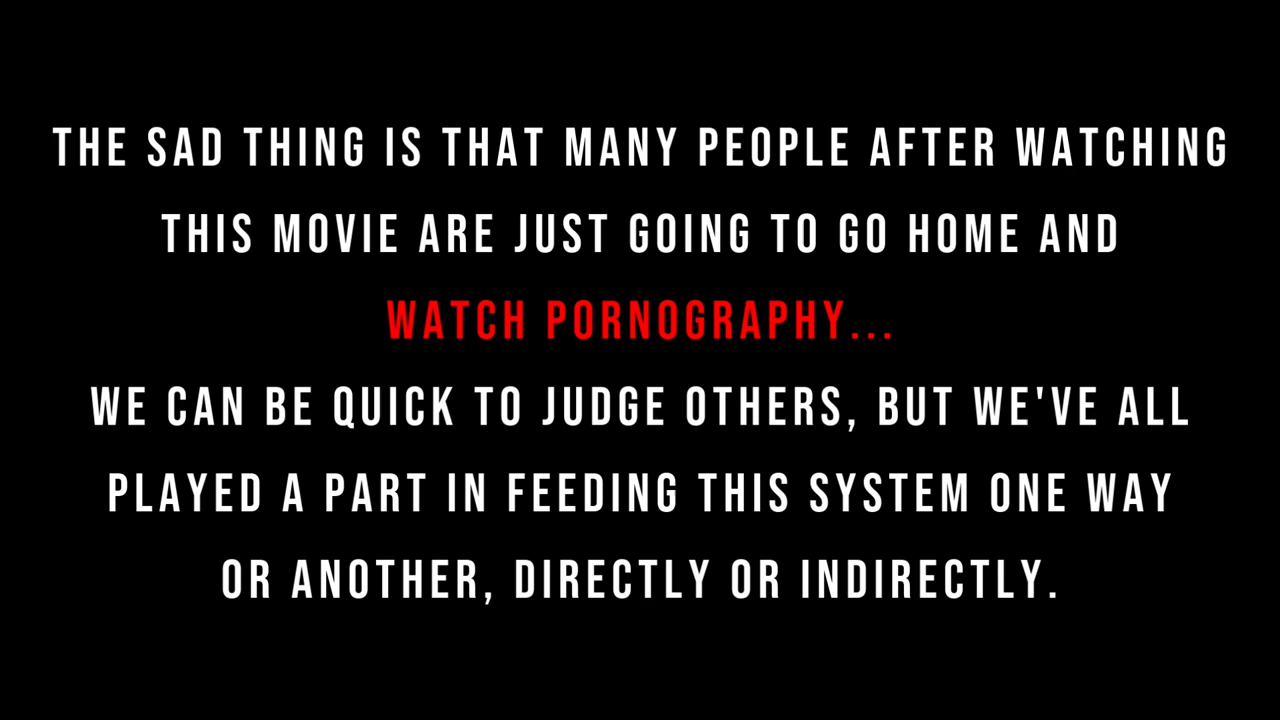 THE SAD THING IS THAT MANY PEOPLE AFTER WATCHING
THIS MOVIE ARE JUST GOING TO GO HOME AND
WATCH PORNOGRAPHY...
WE CAN BE QUICK TO JUDGE OTHERS, BUT WE'VE ALL
PLAYED A PART IN FEEDING THIS SYSTEM ONE WAY
OR ANOTHER, DIRECTLY OR INDIRECTLY.